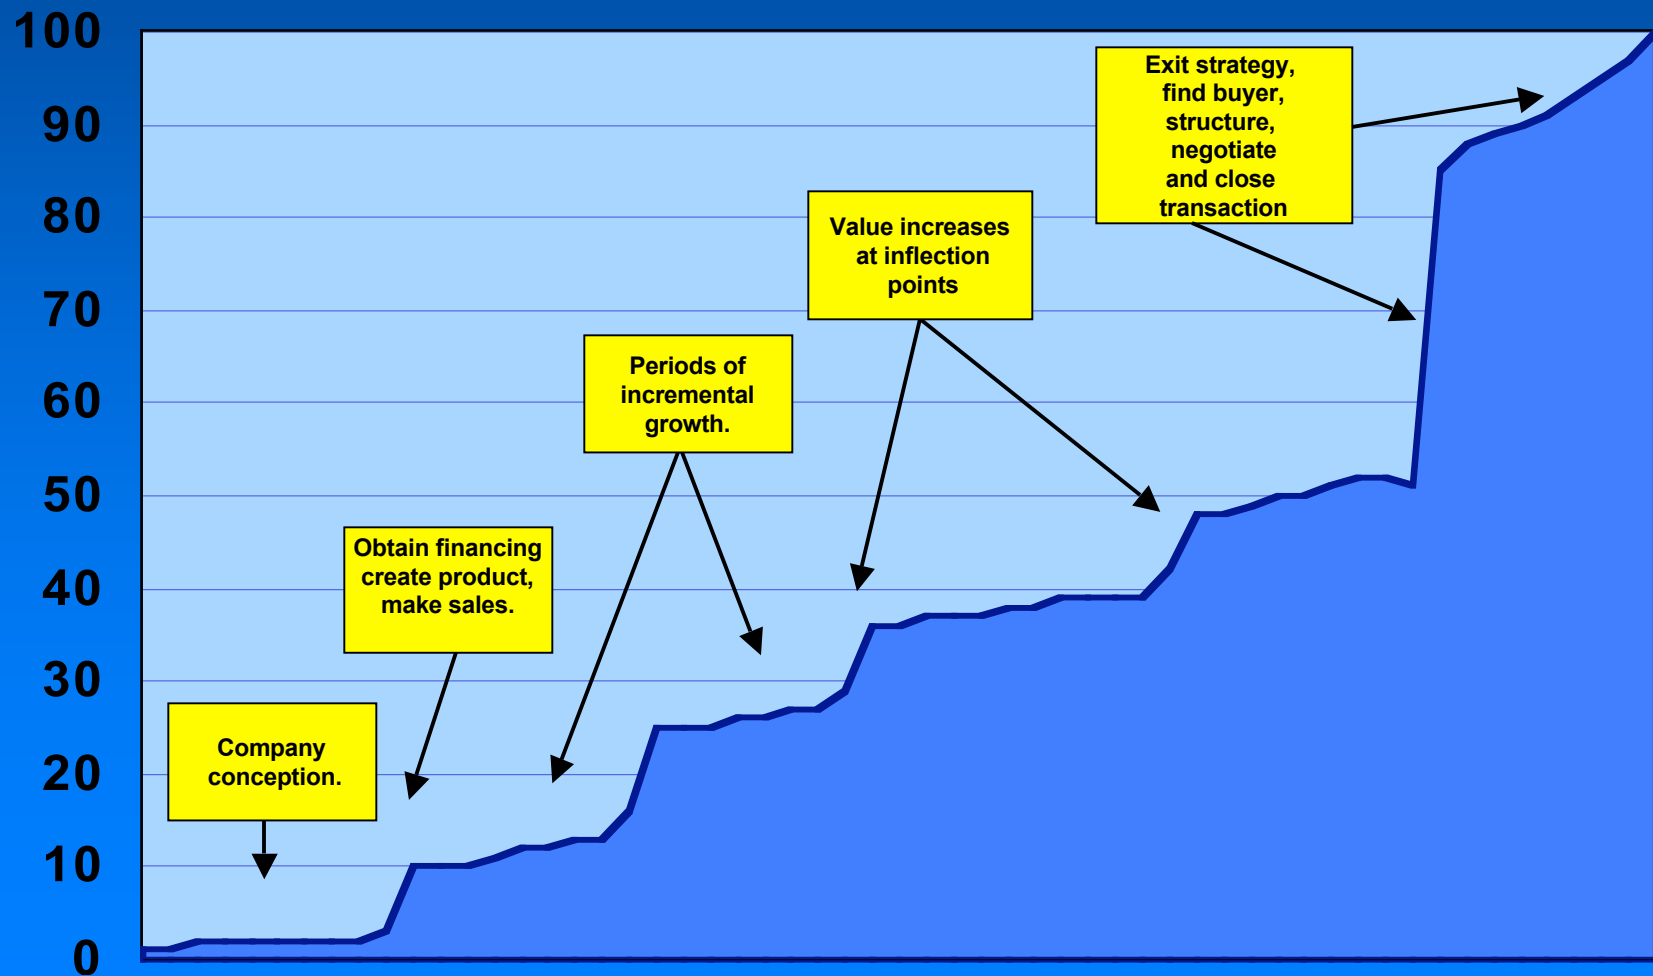 100
90
80
70
60
50
40
30
20
10
0
Company
conception.
Obtain financing
create product,
make sales.
Periods of
incremental
growth.
Value increases
at inflection
points
Exit strategy,
find buyer,
structure,
negotiate
and close
transaction